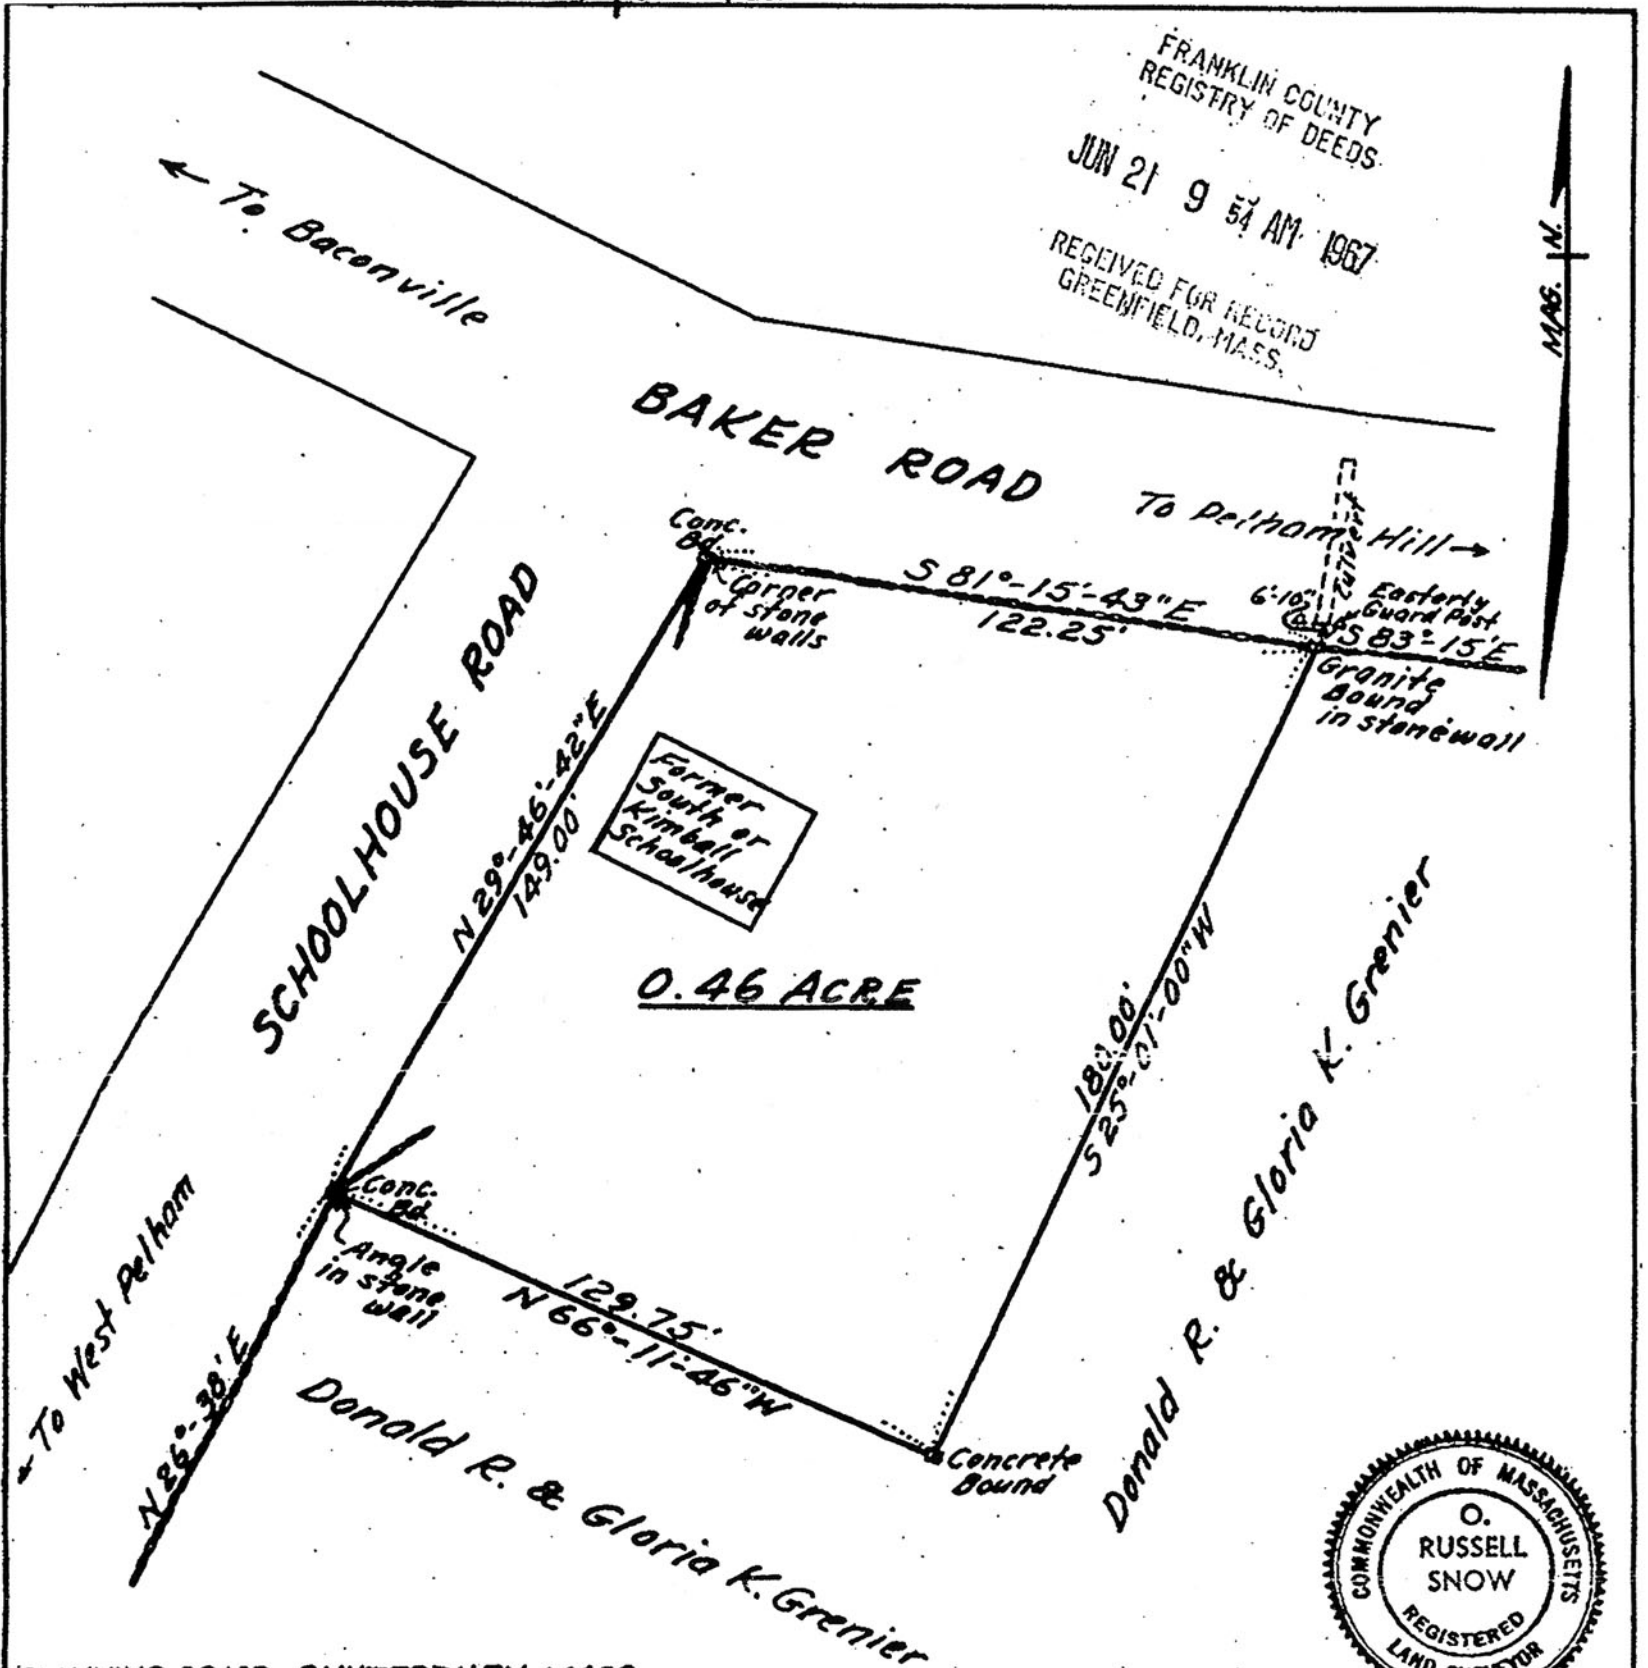 FRANKLIN COUNTY
REGISTRY OF DEEDS
JUN 21 9 54 AM 1967
RECEIVED FOR RECORD
GREENFIELD, MASS.
MAG. N.
← To Baconville
BAKER ROAD
To Pelham Hill →
Culvert
Conc.
Bd.
Corner
of stone
walls
S 81°-15'-43" E
122.25'
6'-10"
Easterly
Guard Post
S 83°-15' E
Granite
Bound
in stonewall
SCHOOLHOUSE ROAD
N 29°-46'-42" E
149.00'
Former
South or
Kimball
Schoolhouse
0.46 ACRE
180.00'
S 25°-01'-00" W
Donald R. & Gloria K. Grenier
Conc.
Bd.
Angle
in stone
wall
129.75'
N 66°-11'-46" W
← To West Pelham
N 26°-38' E
Concrete
Bound
Donald R. & Gloria K. Grenier
COMMONWEALTH OF MASSACHUSETTS
O.
RUSSELL
SNOW
REGISTERED
LAND SURVEYOR